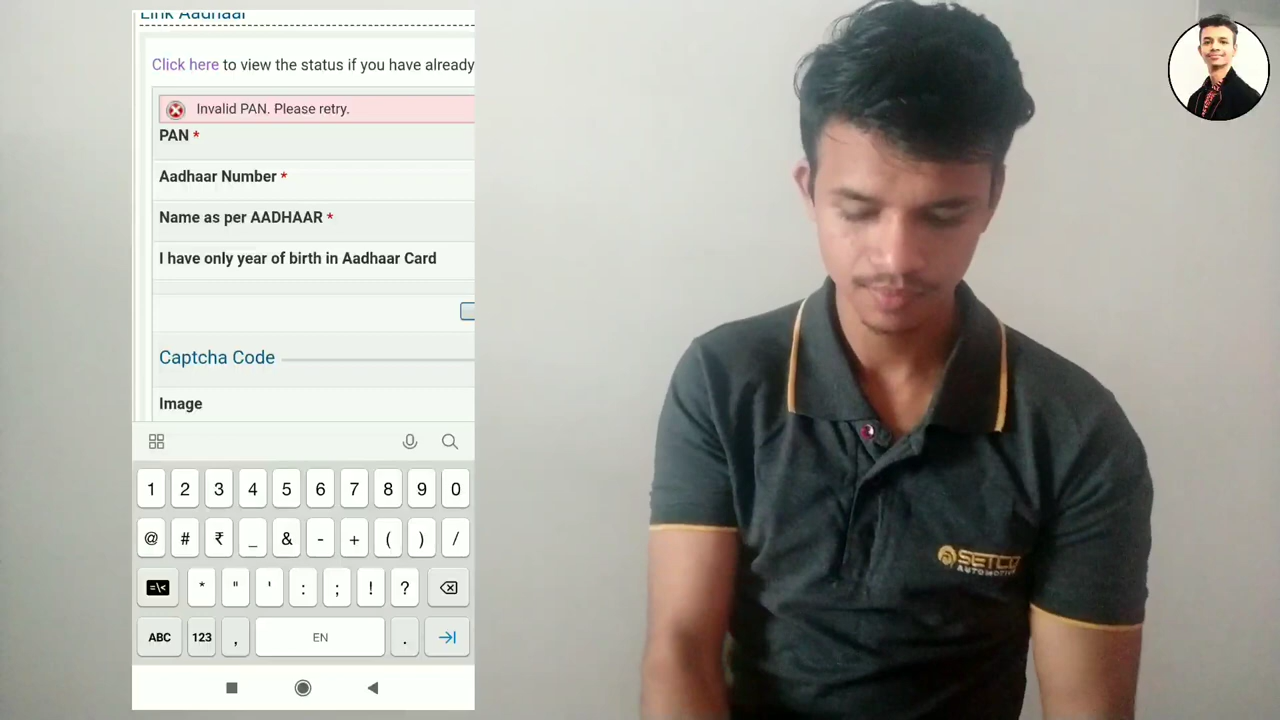 Link Aadhaar
Click here to view the status if you have already
Invalid PAN. Please retry.
PAN *
Aadhaar Number *
Name as per AADHAAR *
I have only year of birth in Aadhaar Card
Captcha Code
Image
1 2 3 4 5 6 7 8 9 0
@ # ₹ _ & - + ( ) /
=\< * " ' : ; ! ?
ABC 123 , EN .
SETCO
AUTOMOTIVE